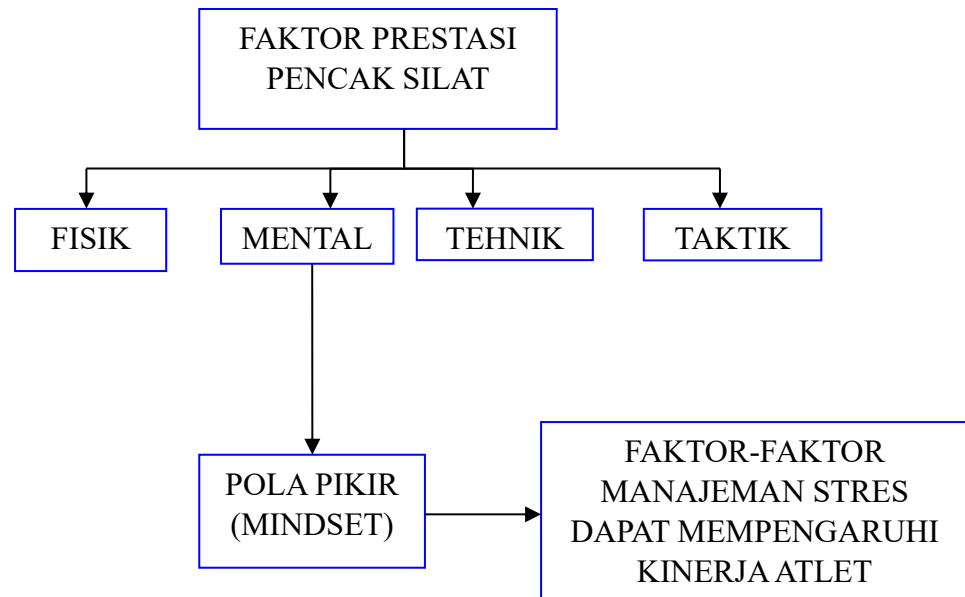 FAKTOR PRESTASI
PENCAK SILAT
FISIK
MENTAL
TEHNIK
TAKTIK
POLA PIKIR
(MINDSET)
FAKTOR-FAKTOR
MANAJEMAN STRES
DAPAT MEMPENGARUHI
KINERJA ATLET